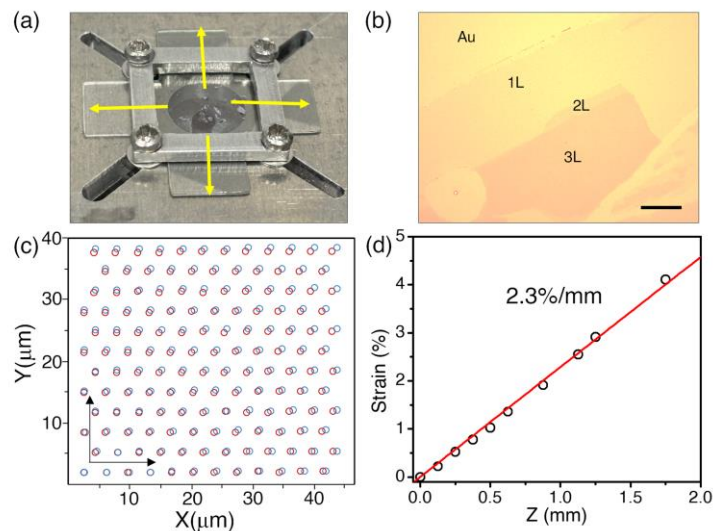 (a)
(b)
Au
1L
2L
3L
(c)
40
30
20
10
Y(μm)
10 20 30 40
X(μm)
(d)
5
4
3
2
1
0
Strain (%)
2.3%/mm
0.0 0.5 1.0 1.5 2.0
Z (mm)